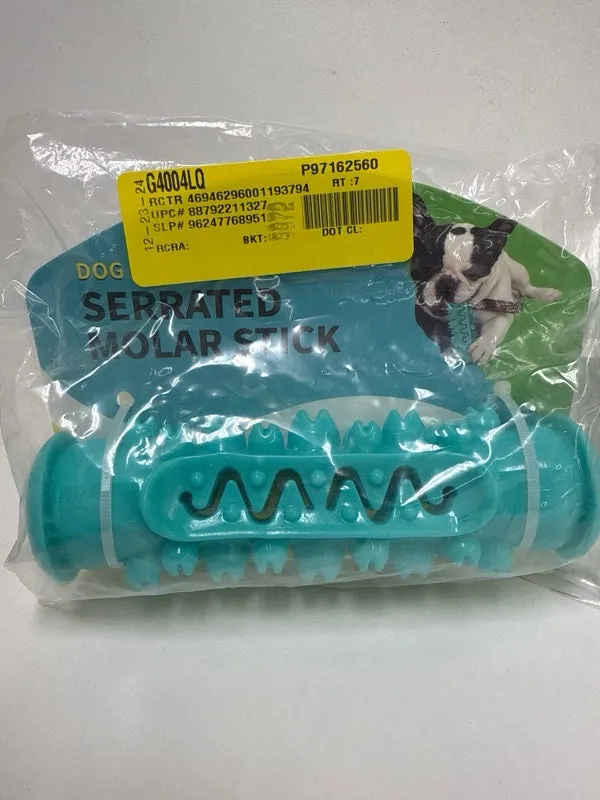 12-23-24
G4004LQ
P97162560
RCTR 46946296001193794
RT :7
UPC# 88792211327
SLP# 96247768951
RCRA:
BKT:
DOT CL:
DOG
SERRATED
MOLAR STICK